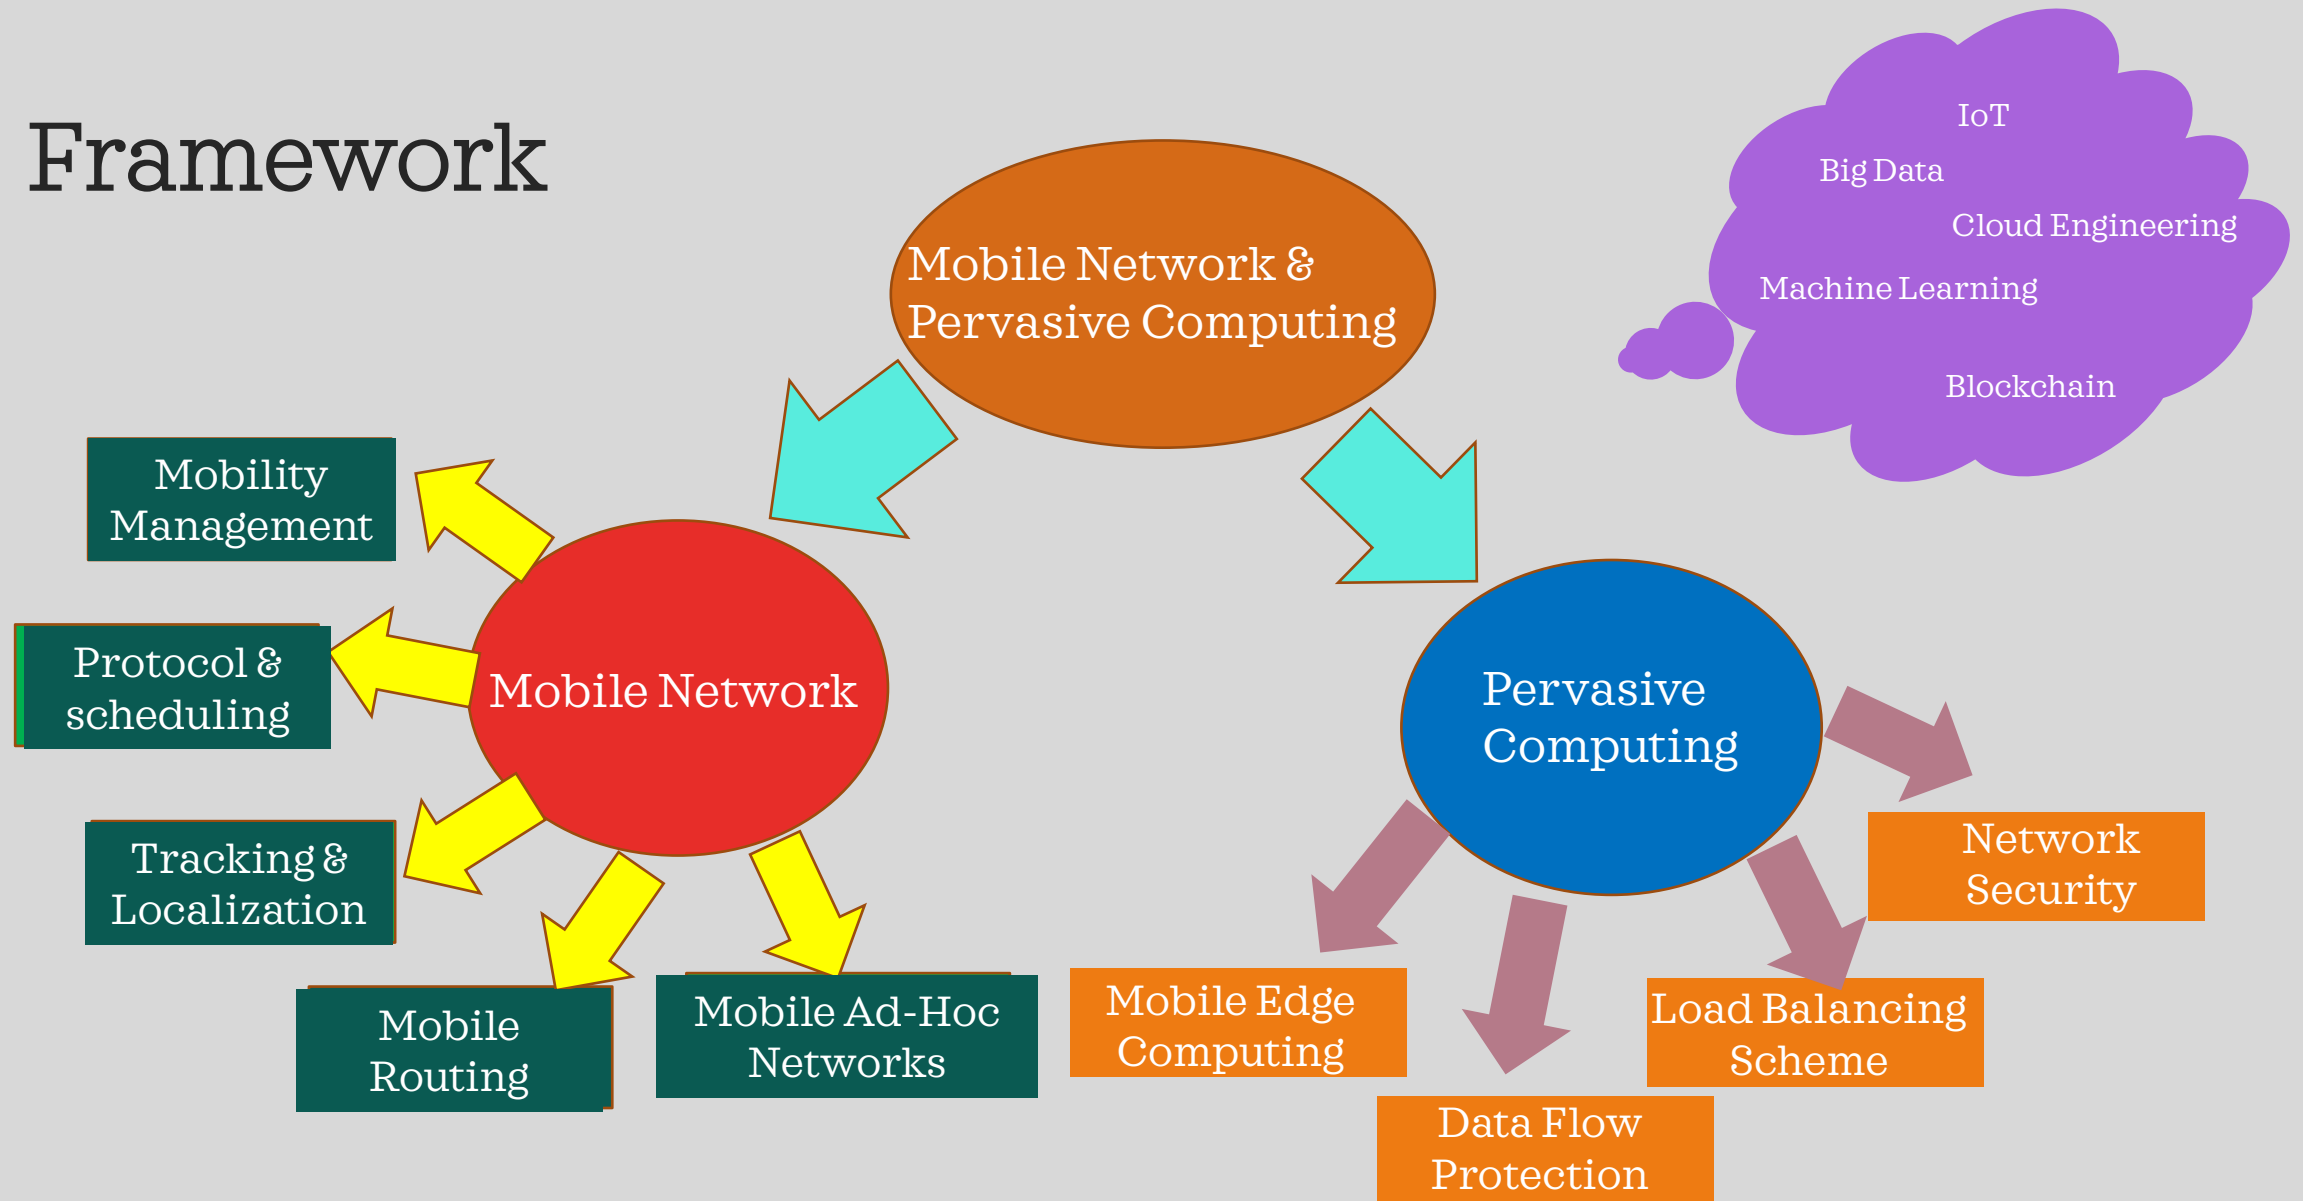 Framework
Mobile Network &
Pervasive Computing
IoT
Big Data
Cloud Engineering
Machine Learning
Blockchain
Mobility
Management
Protocol &
scheduling
Tracking &
Localization
Mobile
Routing
Mobile Ad-Hoc
Networks
Mobile Network
Pervasive
Computing
Mobile Edge
Computing
Data Flow
Protection
Load Balancing
Scheme
Network
Security